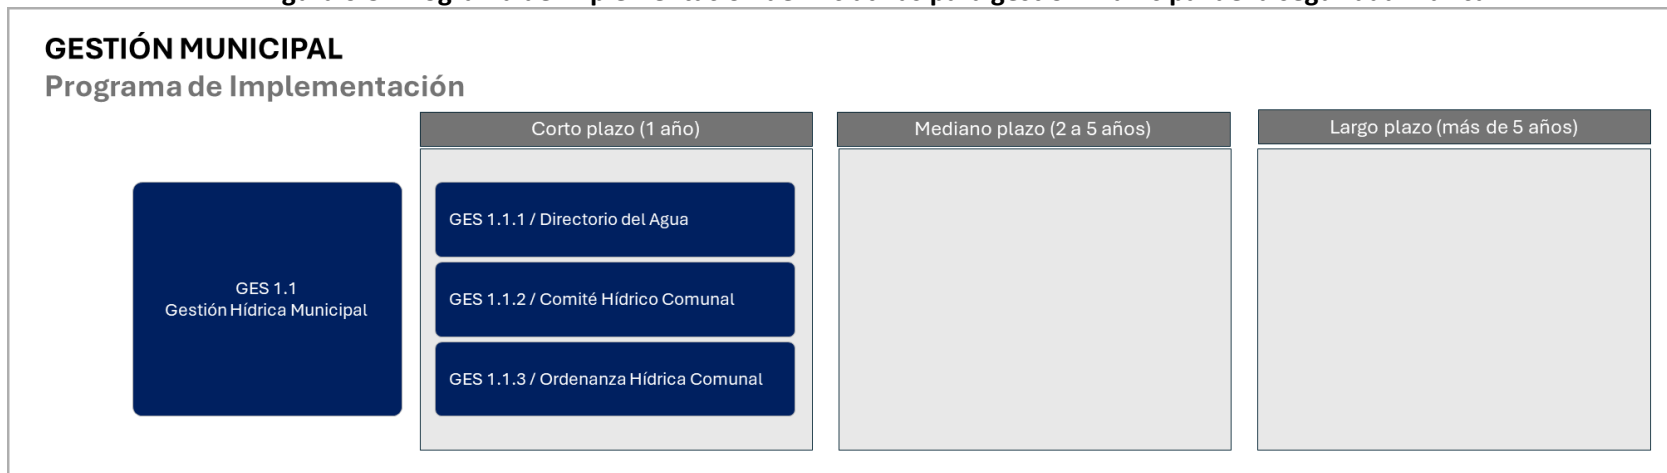 GESTIÓN MUNICIPAL
Programa de Implementación
Corto plazo (1 año)
Mediano plazo (2 a 5 años)
Largo plazo (más de 5 años)
GES 1.1
Gestión Hídrica Municipal
GES 1.1.1 / Directorio del Agua
GES 1.1.2 / Comité Hídrico Comunal
GES 1.1.3 / Ordenanza Hídrica Comunal